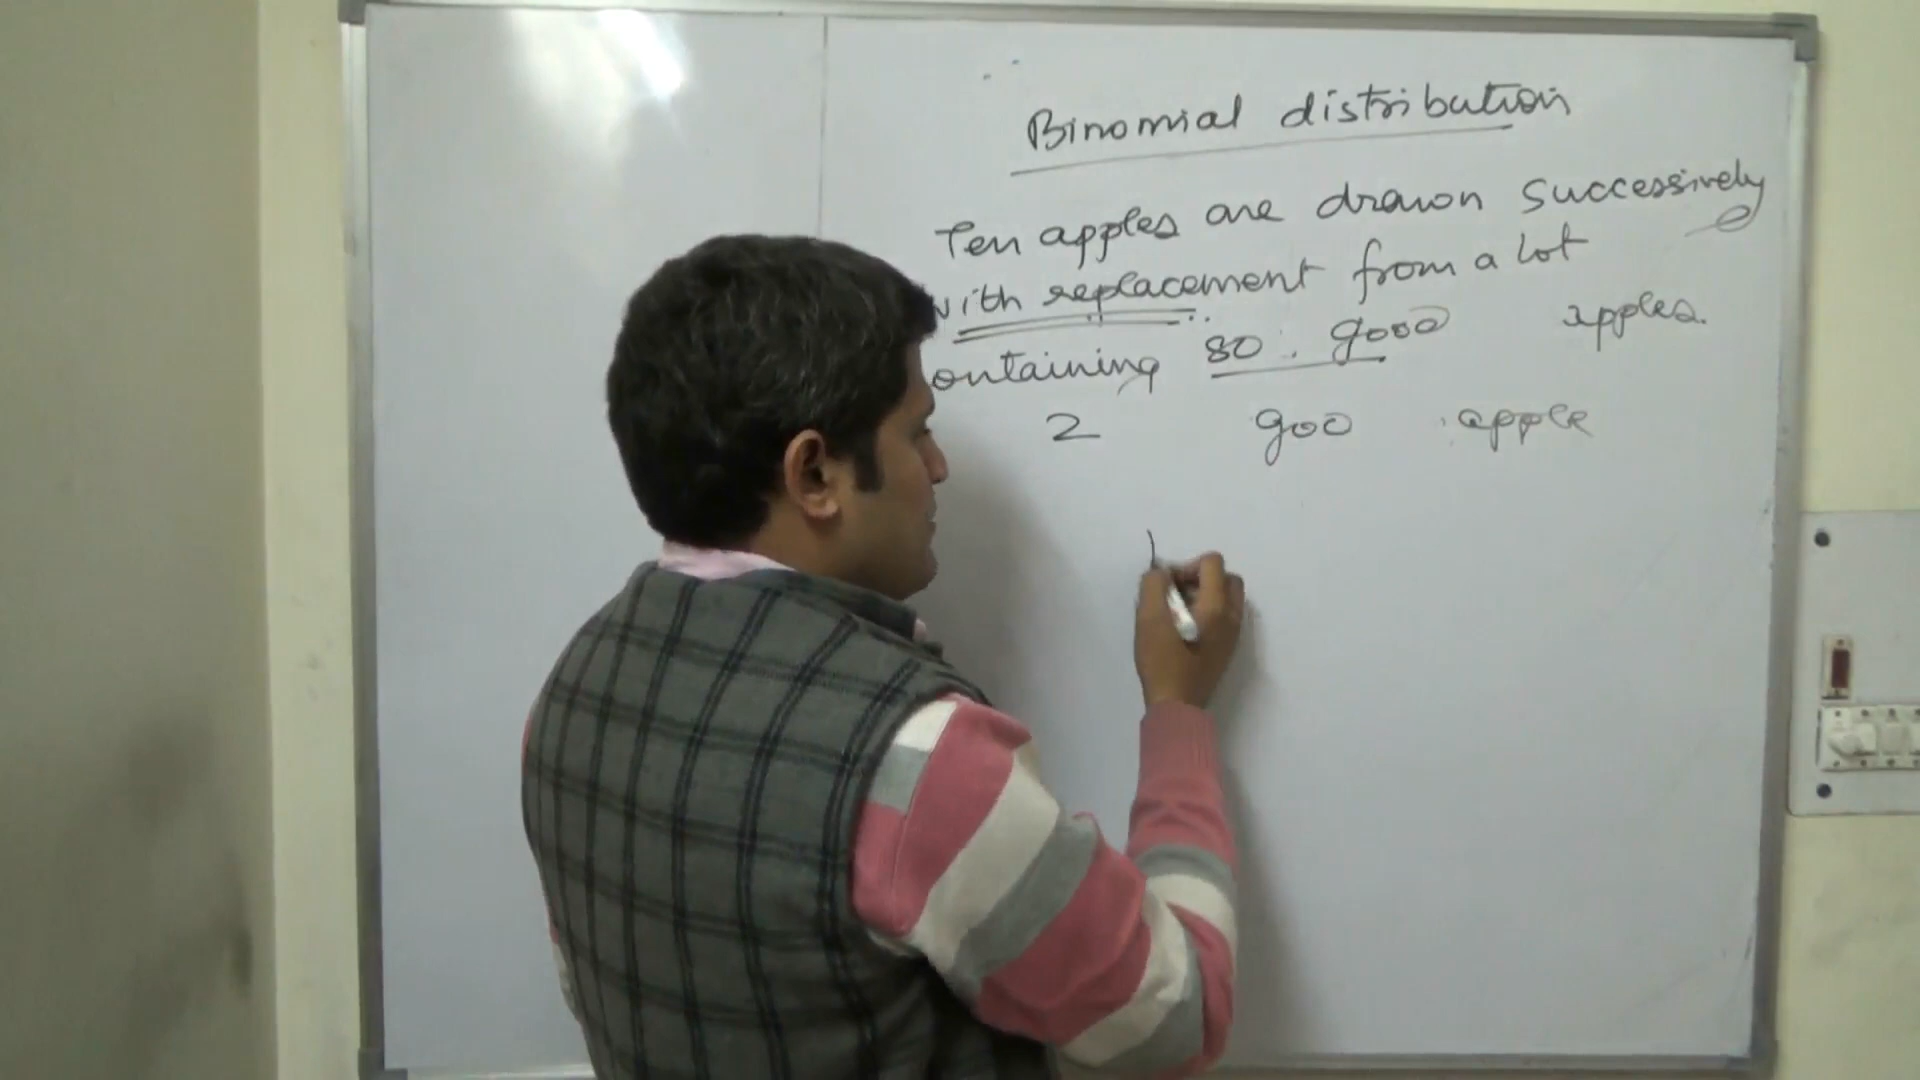 Binomial distribution
Ten apples are drawn successively
with replacement from a lot
ontaining 80 good apples.
2 goo apple